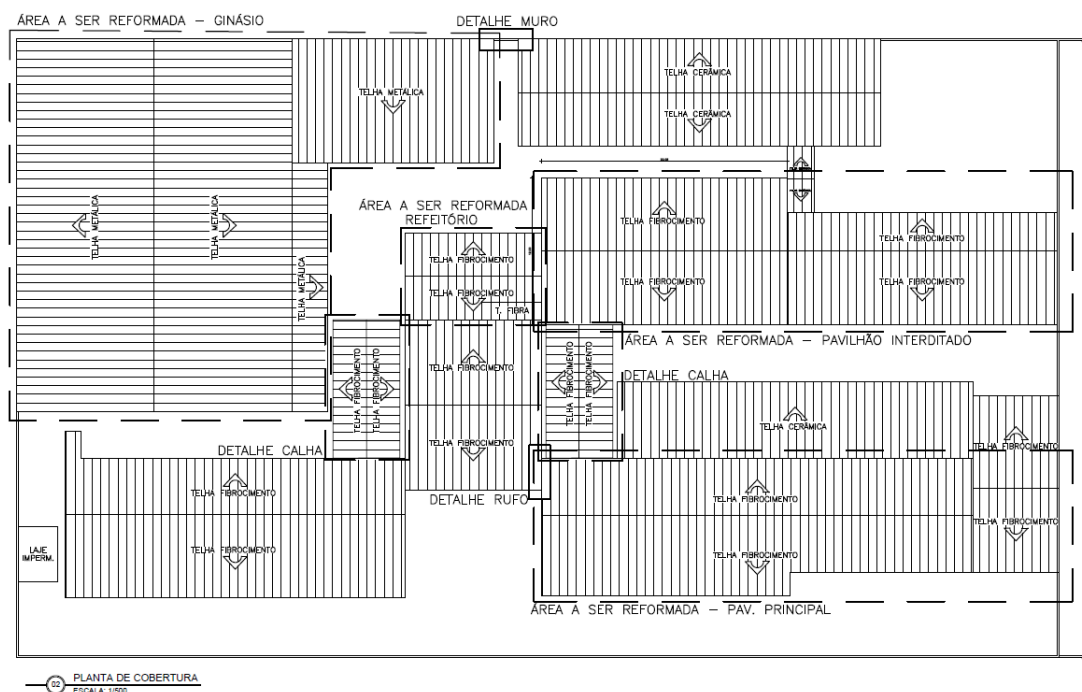 ÁREA A SER REFORMADA – GINÁSIO
DETALHE MURO
TELHA METÁLICA
TELHA CERÂMICA
TELHA CERÂMICA
TELHA METÁLICA
TELHA METÁLICA
TELHA METÁLICA
ÁREA A SER REFORMADA
REFEITÓRIO
TELHA FIBROCIMENTO
TELHA FIBROCIMENTO
T. FIBRA
TELHA FIBROCIMENTO
TELHA FIBROCIMENTO
TELHA FIBROCIMENTO
TELHA FIBROCIMENTO
ÁREA A SER REFORMADA – PAVILHÃO INTERDITADO
TELHA FIBROCIMENTO
TELHA FIBROCIMENTO
TELHA FIBROCIMENTO
TELHA FIBROCIMENTO
TELHA FIBROCIMENTO
TELHA FIBROCIMENTO
DETALHE CALHA
TELHA CERÂMICA
DETALHE CALHA
TELHA FIBROCIMENTO
TELHA FIBROCIMENTO
DETALHE RUFO
TELHA FIBROCIMENTO
TELHA FIBROCIMENTO
TELHA FIBROCIMENTO
TELHA FIBROCIMENTO
LAJE
IMPERM.
ÁREA A SER REFORMADA – PAV. PRINCIPAL
02
PLANTA DE COBERTURA
ESCALA: 1/500